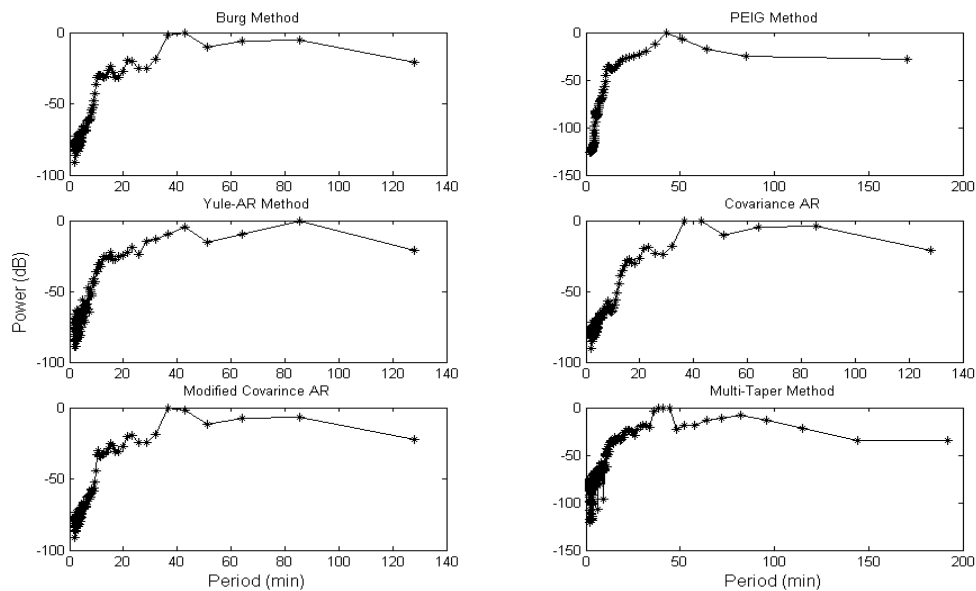 Burg Method
0
-50
-100
0 20 40 60 80 100 120 140
PEIG Method
0
-50
-100
-150
0 50 100 150 200
Yule-AR Method
0
-50
-100
0 20 40 60 80 100 120 140
Covariance AR
0
-50
-100
0 20 40 60 80 100 120 140
Power (dB)
Modified Covarince AR
0
-50
-100
0 20 40 60 80 100 120 140
Period (min)
Multi-Taper Method
0
-50
-100
-150
0 50 100 150 200
Period (min)